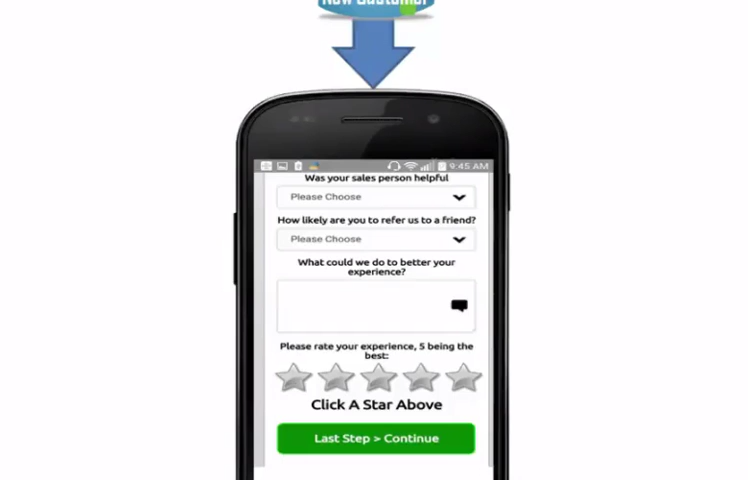 New Customer
9:45 AM
Was your sales person helpful
Please Choose
How likely are you to refer us to a friend?
Please Choose
What could we do to better your
experience?
Please rate your experience, 5 being the
best:
Click A Star Above
Last Step > Continue